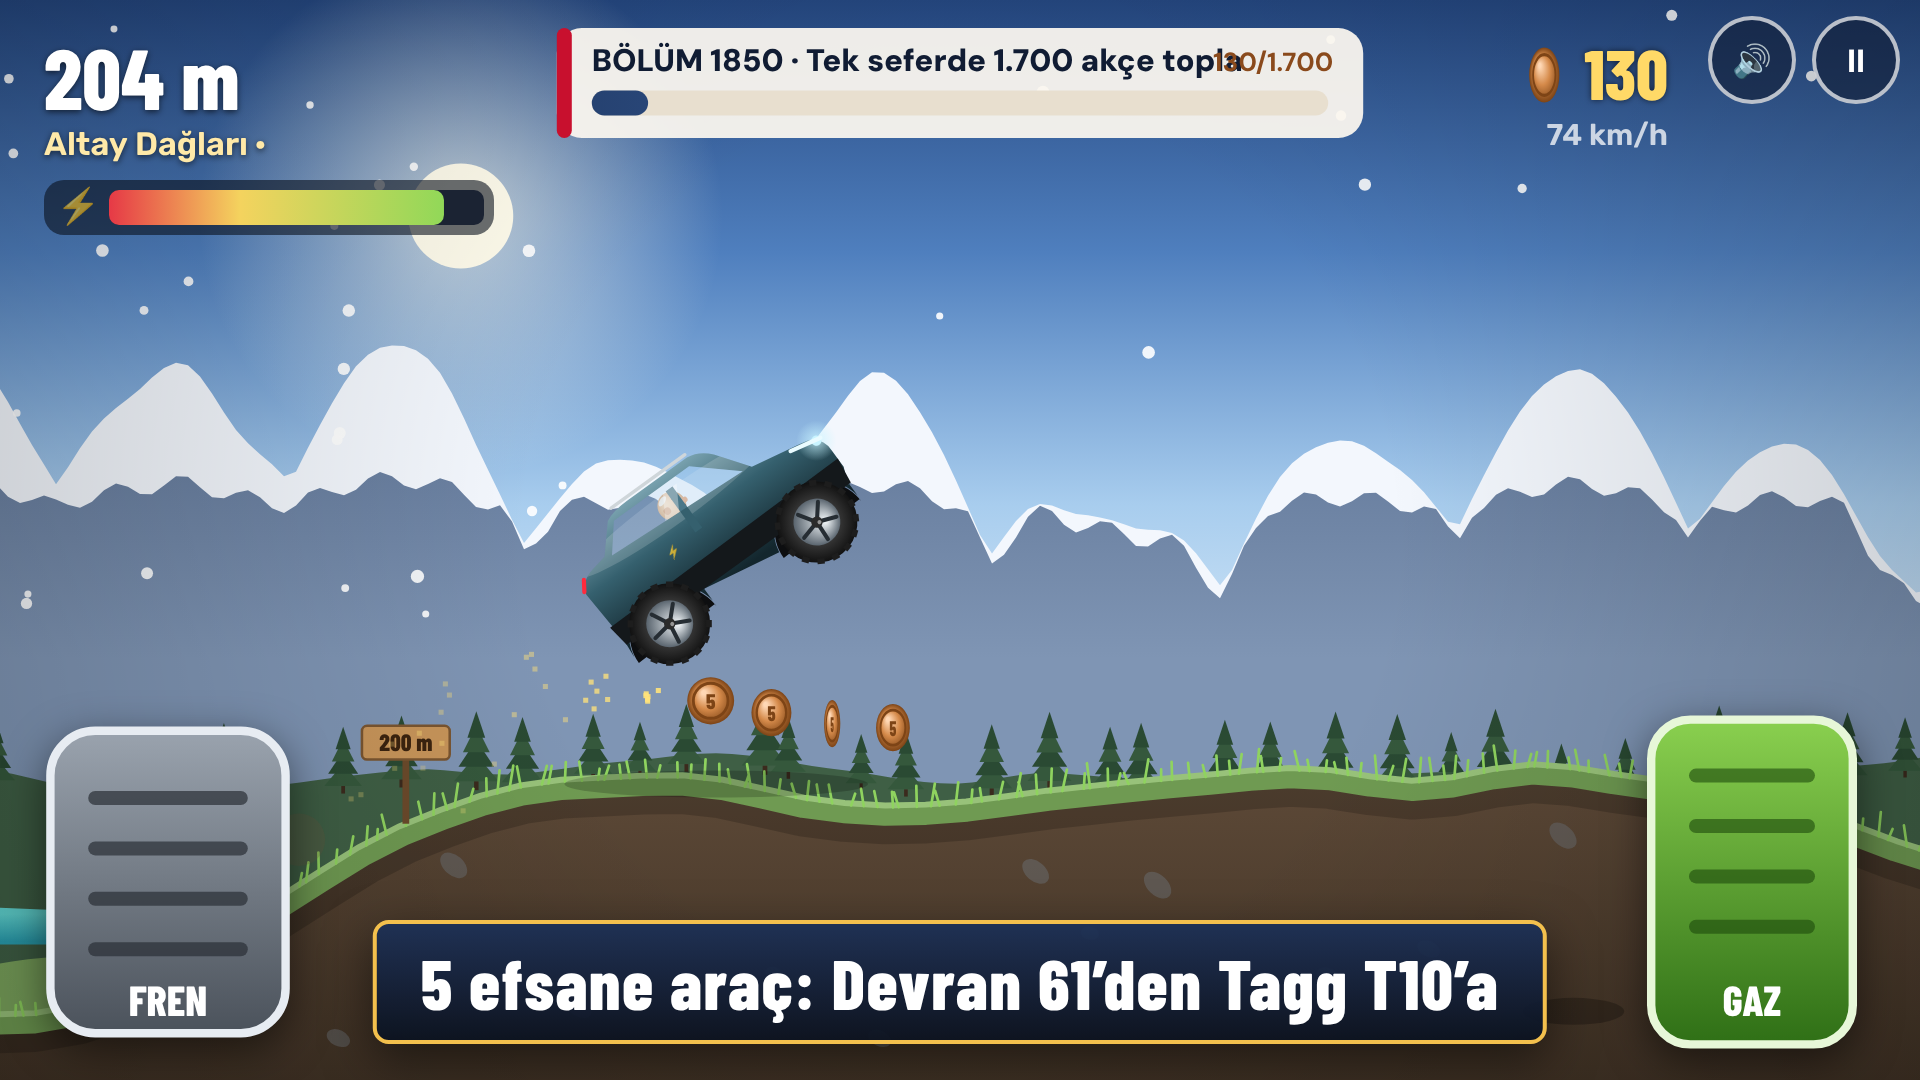 204 m
Altay Dağları •
BÖLÜM 1850 · Tek seferde 1.700 akçe topla
130/1.700
130
74 km/h
200 m
5
5
5
5
FREN
5 efsane araç: Devran 61’den Tagg T10’a
GAZ